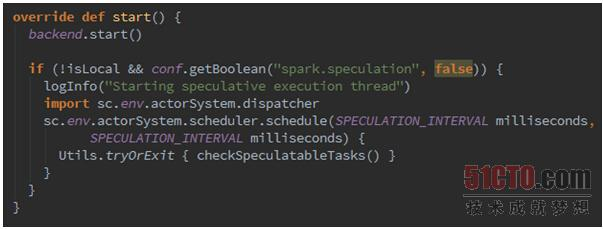 override def start() {
  backend.start()

  if (!isLocal && conf.getBoolean("spark.speculation", false)) {
    logInfo("Starting speculative execution thread")
    import sc.env.actorSystem.dispatcher
    sc.env.actorSystem.scheduler.schedule(SPECULATION_INTERVAL milliseconds,
          SPECULATION_INTERVAL milliseconds) {
      Utils.tryOrExit { checkSpeculatableTasks() }
    }
  }
}
51CTO.com
技术成就梦想